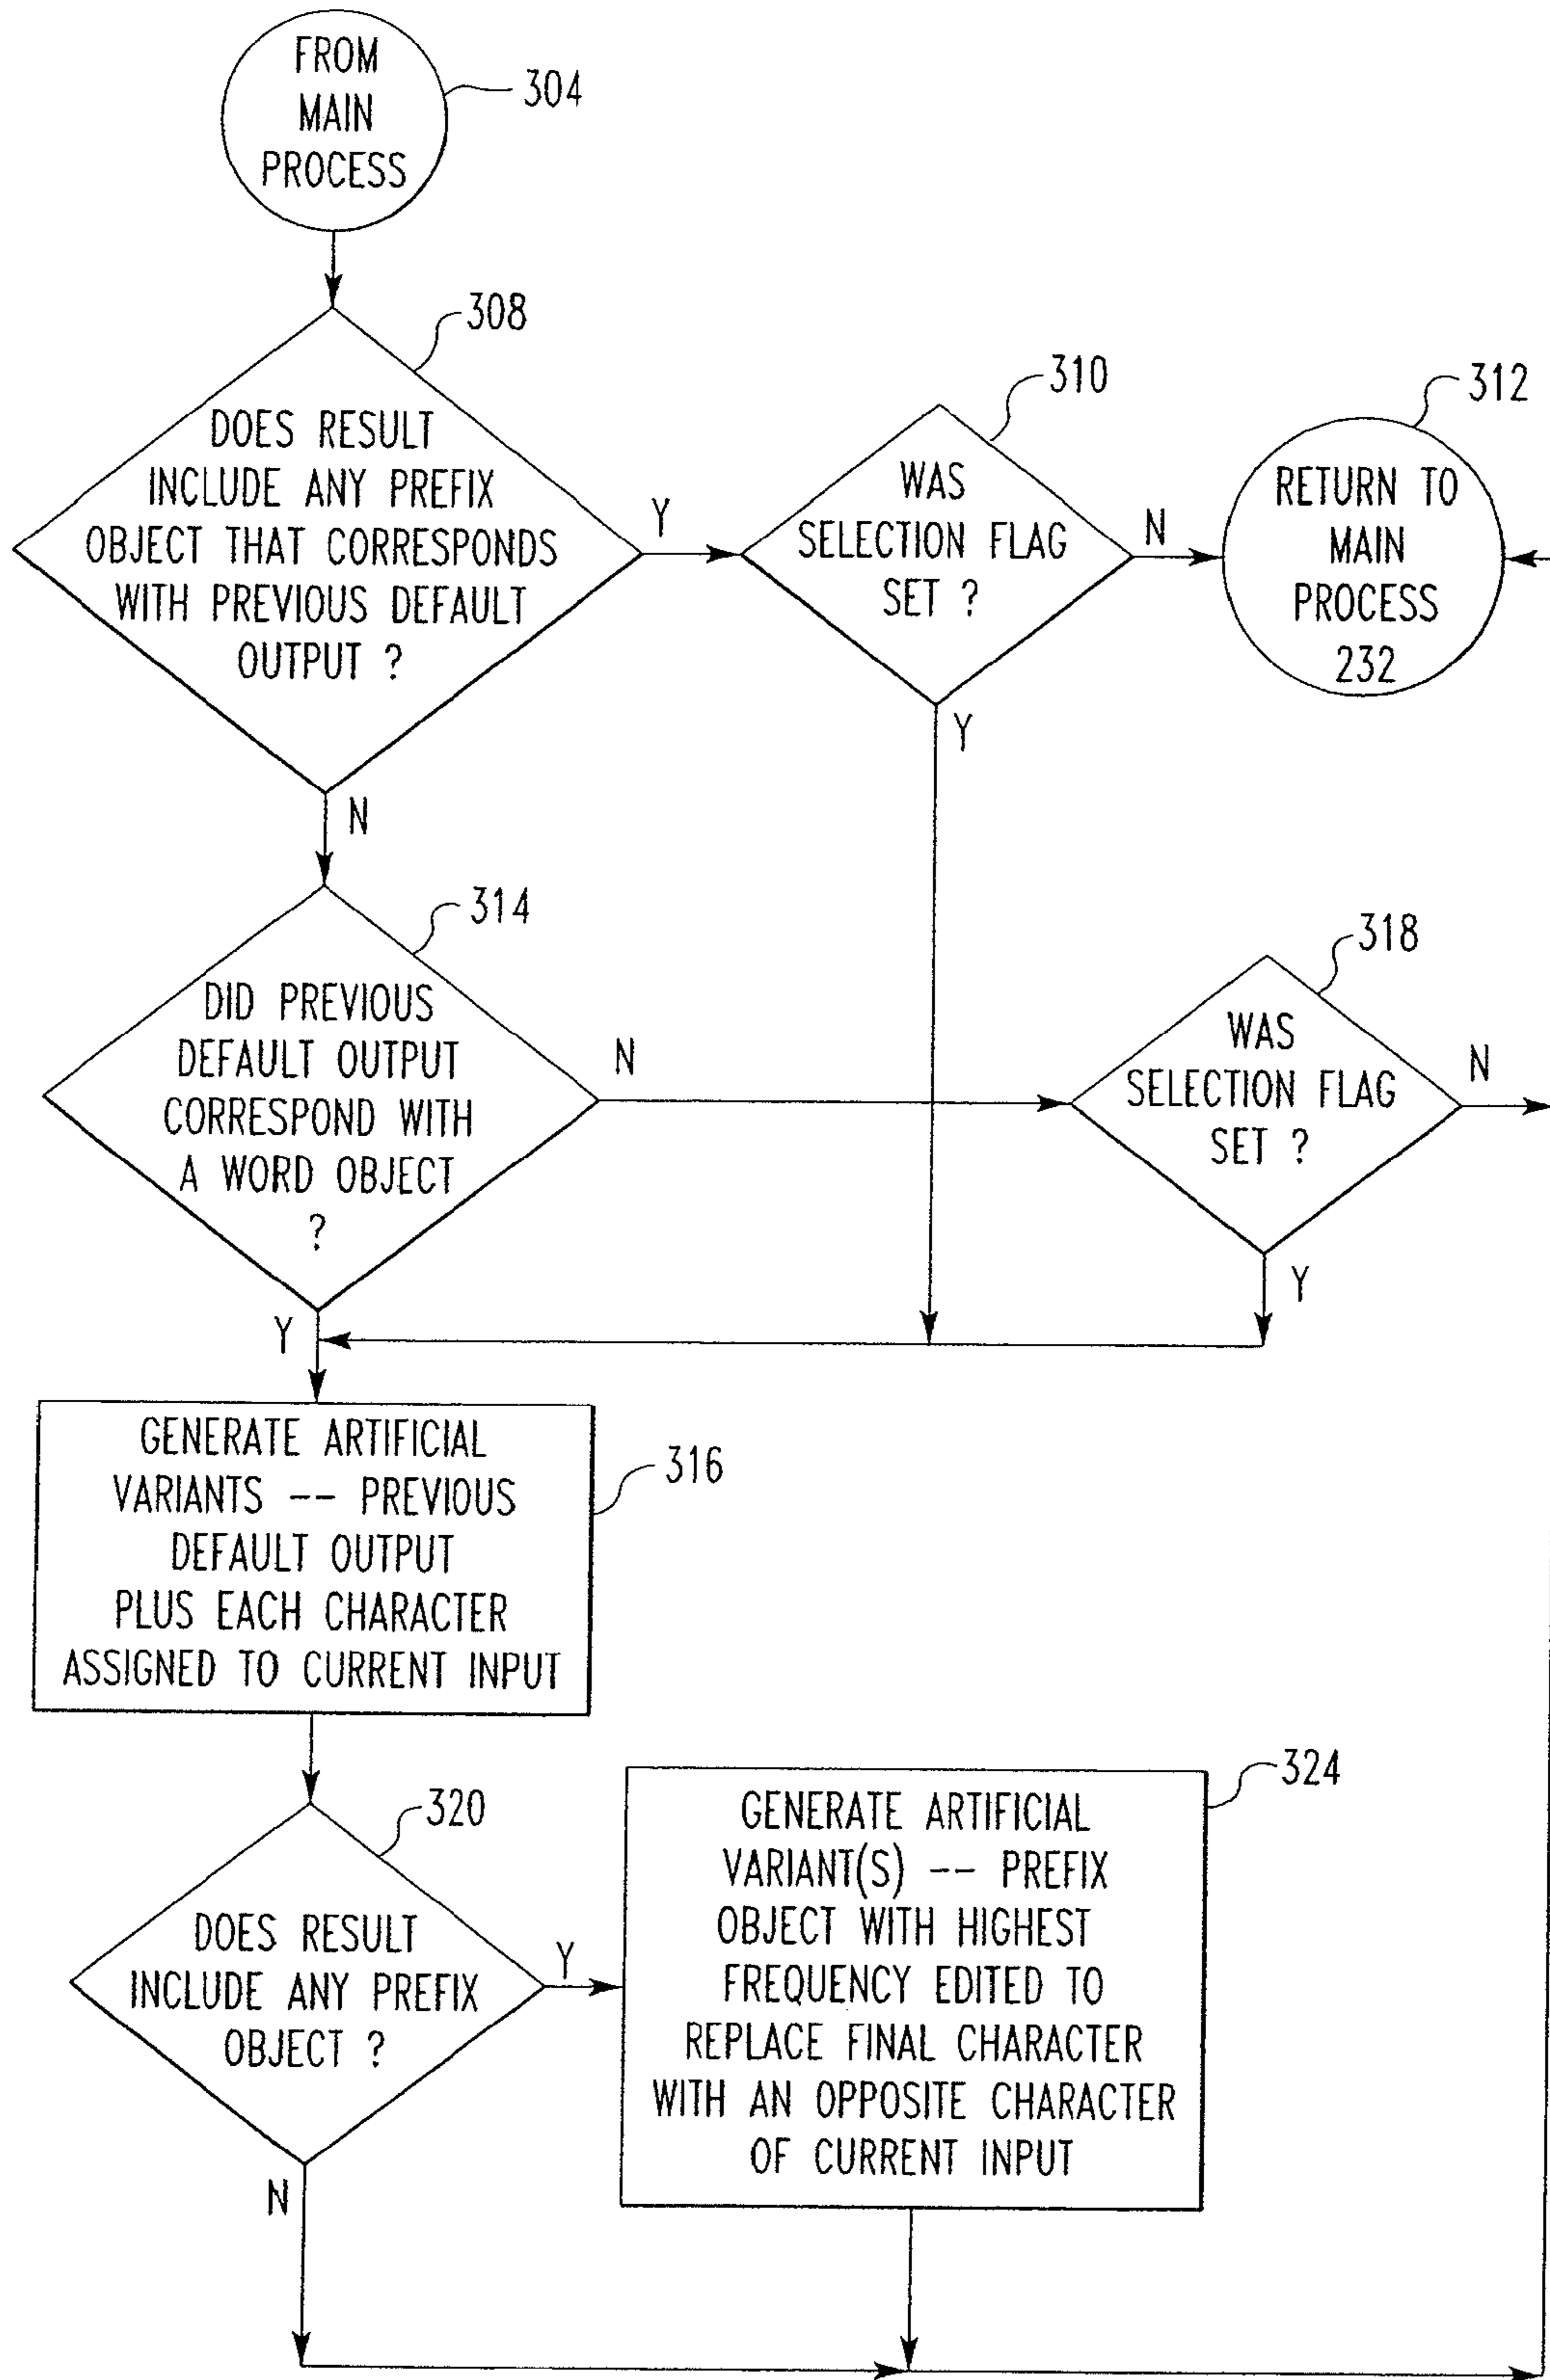 FROM
MAIN
PROCESS
304
308
DOES RESULT
INCLUDE ANY PREFIX
OBJECT THAT CORRESPONDS
WITH PREVIOUS DEFAULT
OUTPUT ?
Y
N
310
WAS
SELECTION FLAG
SET ?
N
Y
312
RETURN TO
MAIN
PROCESS
232
314
DID PREVIOUS
DEFAULT OUTPUT
CORRESPOND WITH
A WORD OBJECT
?
N
Y
318
WAS
SELECTION FLAG
SET ?
N
Y
GENERATE ARTIFICIAL
VARIANTS -- PREVIOUS
DEFAULT OUTPUT
PLUS EACH CHARACTER
ASSIGNED TO CURRENT INPUT
316
320
DOES RESULT
INCLUDE ANY PREFIX
OBJECT ?
Y
N
324
GENERATE ARTIFICIAL
VARIANT(S) -- PREFIX
OBJECT WITH HIGHEST
FREQUENCY EDITED TO
REPLACE FINAL CHARACTER
WITH AN OPPOSITE CHARACTER
OF CURRENT INPUT